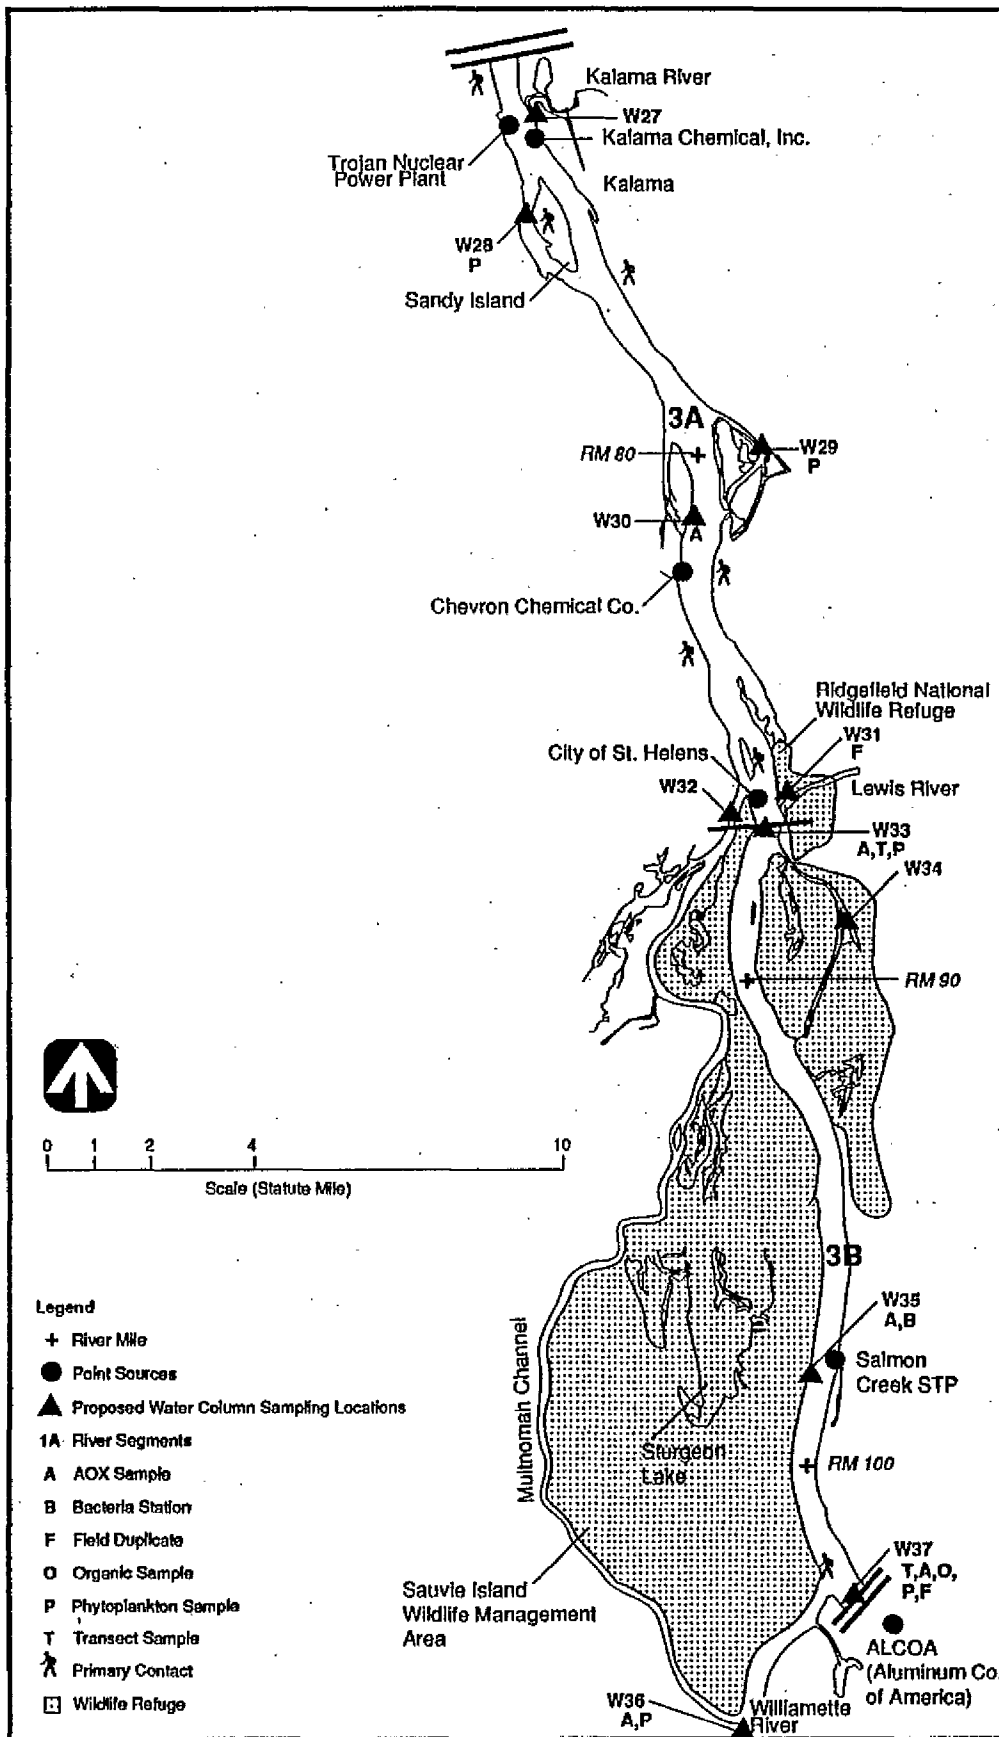 Kalama River
W27
Kalama Chemical, Inc.
Trojan Nuclear
Power Plant
Kalama
W28
P
Sandy Island
3A
RM 80
W29
P
W30
A
Chevron Chemical Co.
Ridgefield National
Wildlife Refuge
W31
F
City of St. Helens
W32
Lewis River
W33
A,T,P
W34
RM 90
0 1 2 4 10
Scale (Statute Mile)
3B
Legend
+ River Mile
Point Sources
Proposed Water Column Sampling Locations
1A River Segments
A AOX Sample
B Bacteria Station
F Field Duplicate
O Organic Sample
P Phytoplankton Sample
T Transect Sample
Primary Contact
Wildlife Refuge
W35
A,B
Salmon
Creek STP
Multnomah Channel
Sturgeon
Lake
RM 100
W37
T,A,O,
P,F
Sauvie Island
Wildlife Management
Area
ALCOA
(Aluminum Co.
of America)
W36
A,P
Williamette
River